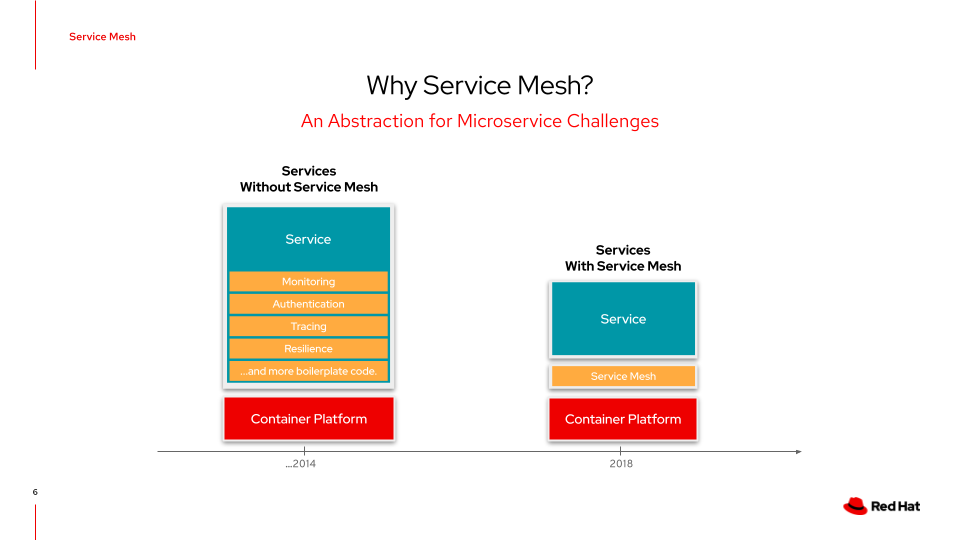 Service Mesh
Why Service Mesh?
An Abstraction for Microservice Challenges
Services
Without Service Mesh
Service
Monitoring
Authentication
Tracing
Resilience
...and more boilerplate code.
Container Platform
Services
With Service Mesh
Service
Service Mesh
Container Platform
...2014
2018
6
Red Hat